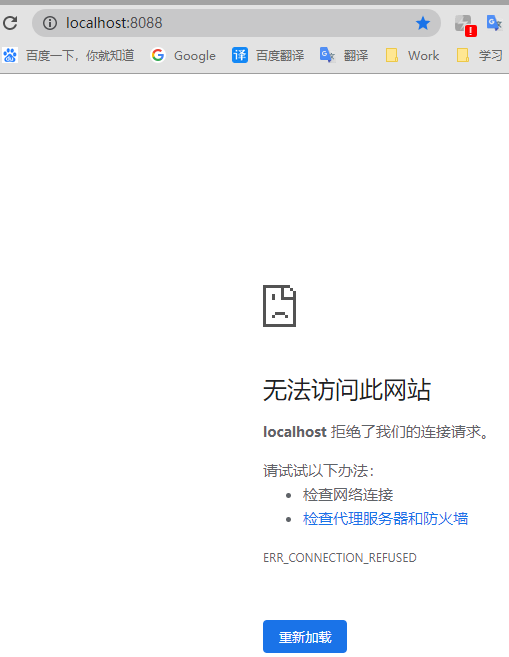 localhost:8088
百度一下，你就知道 Google 译 百度翻译 翻译 Work 学习
无法访问此网站
localhost 拒绝了我们的连接请求。
请试试以下办法：
• 检查网络连接
• 检查代理服务器和防火墙
ERR_CONNECTION_REFUSED
重新加载